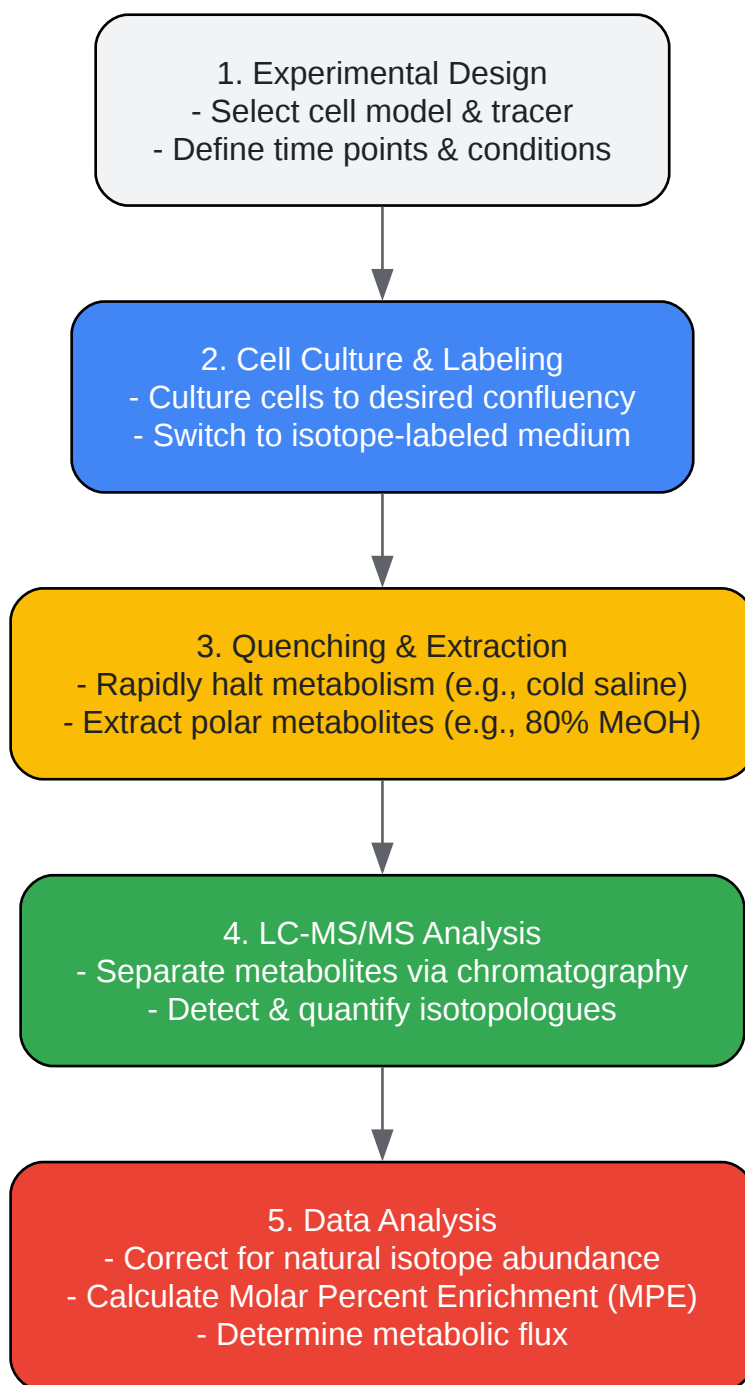 1. Experimental Design
- Select cell model & tracer
- Define time points & conditions
2. Cell Culture & Labeling
- Culture cells to desired confluency
- Switch to isotope-labeled medium
3. Quenching & Extraction
- Rapidly halt metabolism (e.g., cold saline)
- Extract polar metabolites (e.g., 80% MeOH)
4. LC-MS/MS Analysis
- Separate metabolites via chromatography
- Detect & quantify isotopologues
5. Data Analysis
- Correct for natural isotope abundance
- Calculate Molar Percent Enrichment (MPE)
- Determine metabolic flux